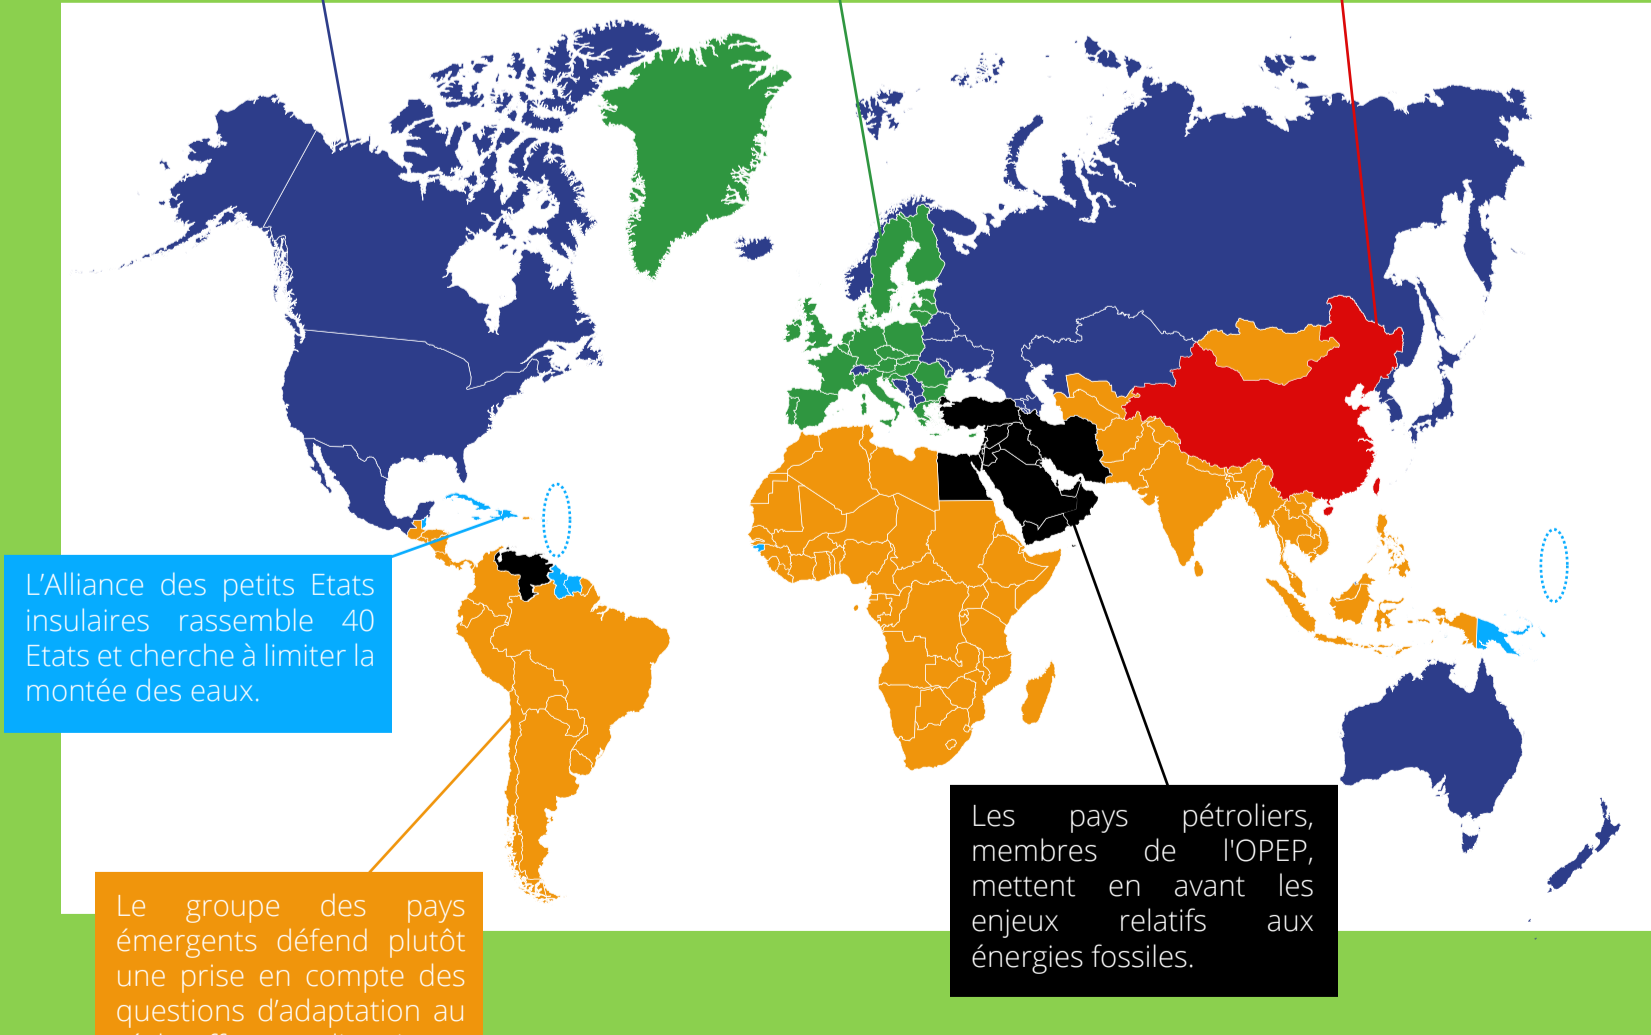 L’Alliance des petits Etats
insulaires rassemble 40
Etats et cherche à limiter la
montée des eaux.
Le groupe des pays
émergents défend plutôt
une prise en compte des
questions d’adaptation au
Les pays pétroliers,
membres de l'OPEP,
mettent en avant les
enjeux relatifs aux
énergies fossiles.